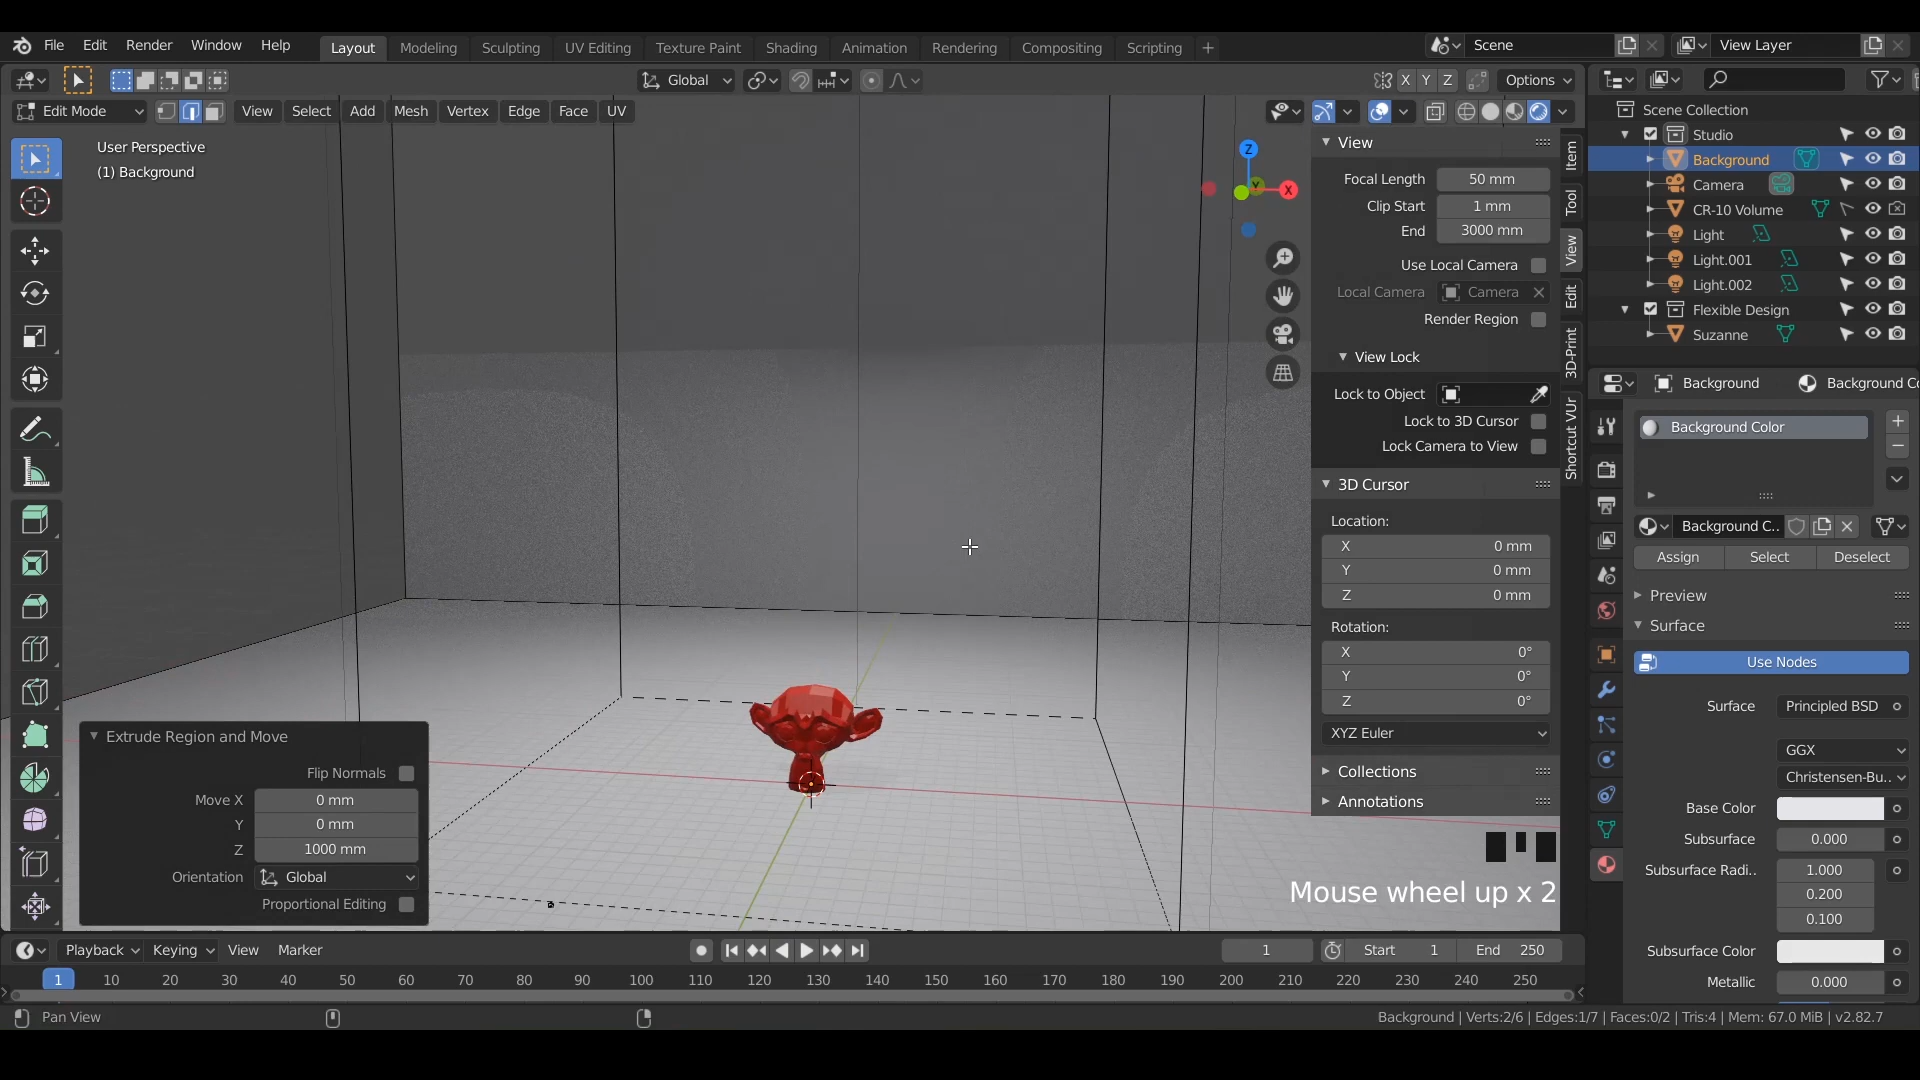 File Edit Render Window Help Layout Modeling Sculpting UV Editing Texture Paint Shading Animation Rendering Compositing Scripting + Scene View Layer
Global X Y Z Options
Edit Mode View Select Add Mesh Vertex Edge Face UV
User Perspective
(1) Background
Z
X
Y
View
Focal Length 50 mm
Clip Start 1 mm
End 3000 mm
Use Local Camera
Local Camera Camera
Render Region
View Lock
Lock to Object
Lock to 3D Cursor
Lock Camera to View
3D Cursor
Location:
X 0 mm
Y 0 mm
Z 0 mm
Rotation:
X 0°
Y 0°
Z 0°
XYZ Euler
Collections
Annotations
Item
Tool
View
Edit
3D-Print
Shortcut VUr
Scene Collection
Studio
Background
Camera
CR-10 Volume
Light
Light.001
Light.002
Flexible Design
Suzanne
Background Background Co
Background Color
Background C..
Assign Select Deselect
Preview
Surface
Use Nodes
Surface Principled BSD
GGX
Christensen-Bu..
Base Color
Subsurface 0.000
Subsurface Radi.. 1.000
0.200
0.100
Subsurface Color
Metallic 0.000
Extrude Region and Move
Flip Normals
Move X 0 mm
Y 0 mm
Z 1000 mm
Orientation Global
Proportional Editing
Mouse wheel up x 2
Playback Keying View Marker 1 Start 1 End 250
1 10 20 30 40 50 60 70 80 90 100 110 120 130 140 150 160 170 180 190 200 210 220 230 240 250
Pan View Background | Verts:2/6 | Edges:1/7 | Faces:0/2 | Tris:4 | Mem: 67.0 MiB | v2.82.7